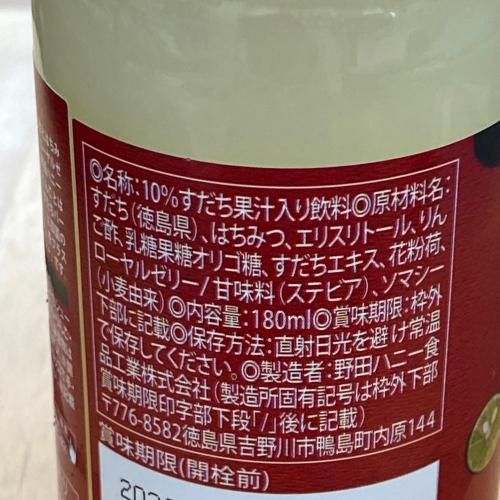 ◎名称:10%すだち果汁入り飲料◎原材料名:
すだち(徳島県)、はちみつ、エリスリトール、りん
ご酢、乳糖果糖オリゴ糖、すだちエキス、花粉荷、
ローヤルゼリー/甘味料(ステビア)、ソマシー
(小麦由来)◎内容量:180ml◎賞味期限:枠外
下部に記載◎保存方法:直射日光を避け常温
で保存してください。◎製造者:野田ハニー食
品工業株式会社(製造所固有記号は枠外下部
賞味期限印字部下段「/」後に記載)
〒776-8582徳島県吉野川市鴨島町内原144
賞味期限(開栓前)